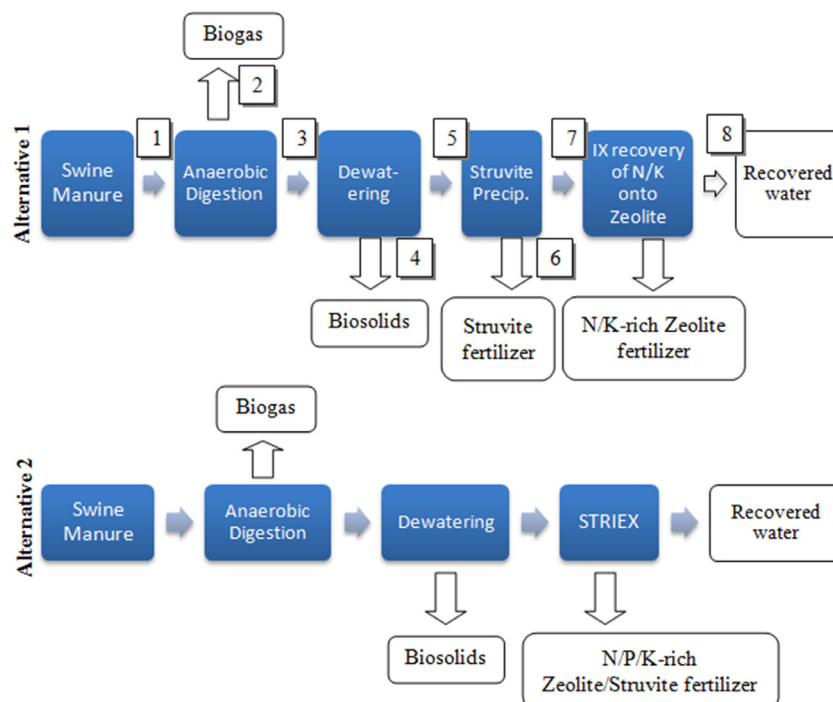 Biogas
2
Alternative 1
1
3
5
7
8
Swine
Manure
Anaerobic
Digestion
Dewat-
ering
Struvite
Precip.
IX recovery
of N/K
onto
Zeolite
Recovered
water
4
6
Biosolids
Struvite
fertilizer
N/K-rich Zeolite
fertilizer
Biogas
Alternative 2
Swine
Manure
Anaerobic
Digestion
Dewatering
STRIEX
Recovered
water
Biosolids
N/P/K-rich
Zeolite/Struvite fertilizer